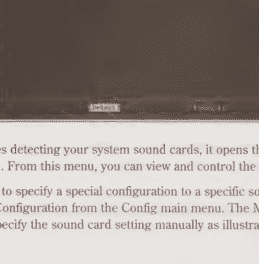 es detecting your system sound cards, it opens th
. From this menu, you can view and control the
to specify a special configuration to a specific so
Configuration from the Config main menu. The M
pecify the sound card setting manually as illustra